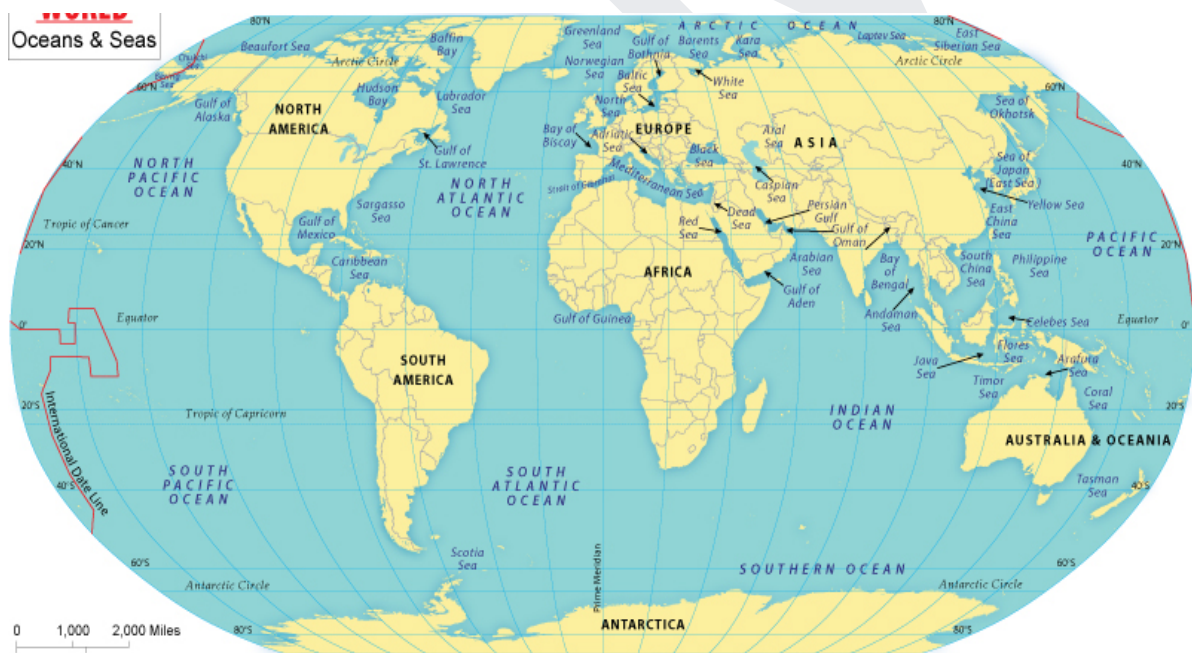 WORLD
Oceans & Seas
80°N
ARCTIC OCEAN
80°N
Beaufort Sea
Baffin
Bay
Greenland
Sea
Norwegian
Sea
Gulf of
Bothnia
Barents
Sea
Kara
Sea
Laptev Sea
East
Siberian Sea
Arctic Circle
Arctic Circle
60°N
60°N
Gulf of
Alaska
Hudson
Bay
Labrador
Sea
Baltic
Sea
White
Sea
North
Sea
Sea of
Okhotsk
NORTH
AMERICA
EUROPE
ASIA
Gulf of
St. Lawrence
Bay of
Biscay
Adriatic
Sea
Black
Sea
Aral
Sea
Caspian
Sea
Sea of
Japan
(East Sea)
40°N
40°N
NORTH
PACIFIC
OCEAN
NORTH
ATLANTIC
OCEAN
Mediterranean Sea
Yellow Sea
Sargasso
Sea
Dead
Sea
Persian
Gulf
East
China
Sea
Tropic of Cancer
Gulf of
Mexico
Red
Sea
Gulf of
Oman
PACIFIC
OCEAN
20°N
20°N
Caribbean
Sea
AFRICA
Arabian
Sea
Bay
of
Bengal
South
China
Sea
Philippine
Sea
Gulf of
Aden
Andaman
Sea
Equator
Gulf of Guinea
Celebes Sea
Equator
0°
0°
SOUTH
AMERICA
Java
Sea
Flores
Sea
Arafura
Sea
Timor
Sea
Coral
Sea
20°S
20°S
Tropic of Capricorn
INDIAN
OCEAN
AUSTRALIA & OCEANIA
International Date Line
SOUTH
PACIFIC
OCEAN
SOUTH
ATLANTIC
OCEAN
Tasman
Sea
40°S
40°S
Scotia
Sea
60°S
60°S
SOUTHERN OCEAN
Antarctic Circle
Prime Meridian
Antarctic Circle
ANTARCTICA
80°S
80°S
0 1,000 2,000 Miles